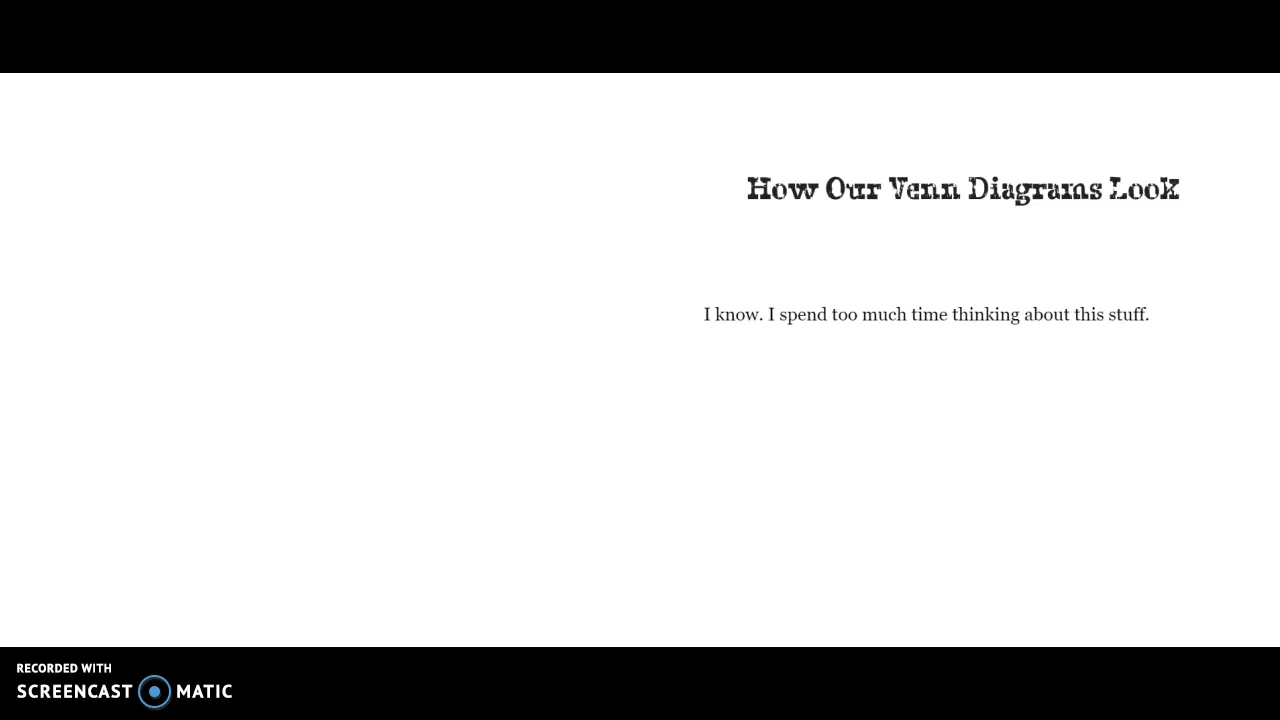 How Our Venn Diagrams Look
I know. I spend too much time thinking about this stuff.
RECORDED WITH
SCREENCAST MATIC